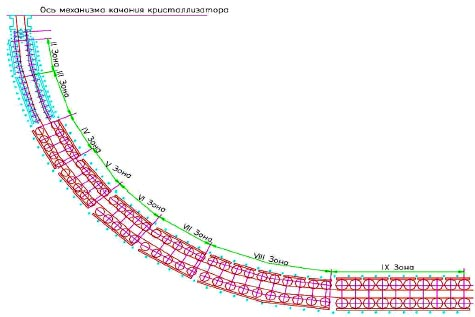 Ось механизма качания кристаллизатора
II Зона
III Зона
IV Зона
V Зона
VI Зона
VII Зона
VIII Зона
IX Зона